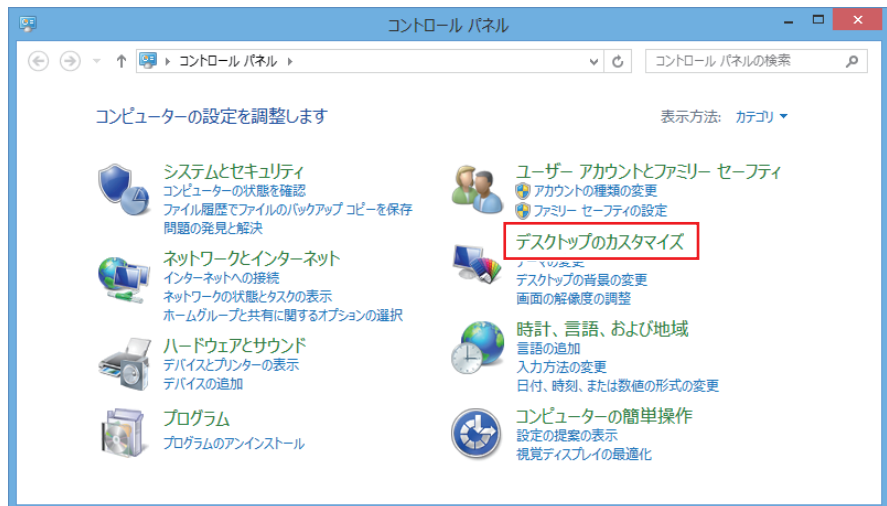 コントロール パネル
コントロール パネル
コントロール パネルの検索
コンピューターの設定を調整します
表示方法: カテゴリ
システムとセキュリティ
コンピューターの状態を確認
ファイル履歴でファイルのバックアップ コピーを保存
問題の発見と解決
ネットワークとインターネット
インターネットへの接続
ネットワークの状態とタスクの表示
ホームグループと共有に関するオプションの選択
ハードウェアとサウンド
デバイスとプリンターの表示
デバイスの追加
プログラム
プログラムのアンインストール
ユーザー アカウントとファミリー セーフティ
アカウントの種類の変更
ファミリー セーフティの設定
デスクトップのカスタマイズ
テーマの変更
デスクトップの背景の変更
画面の解像度の調整
時計、言語、および地域
言語の追加
入力方法の変更
日付、時刻、または数値の形式の変更
コンピューターの簡単操作
設定の提案の表示
視覚ディスプレイの最適化